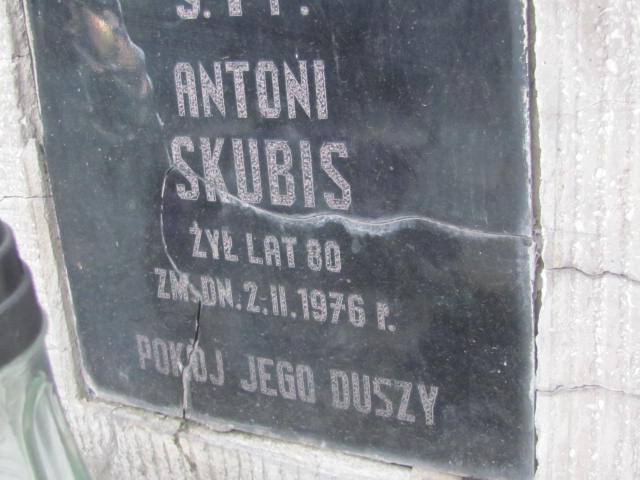 Ś. † P.
ANTONI
SKUBIS
ŻYŁ LAT 80
ZM. DN. 2.II.1976 r.
POKÓJ JEGO DUSZY